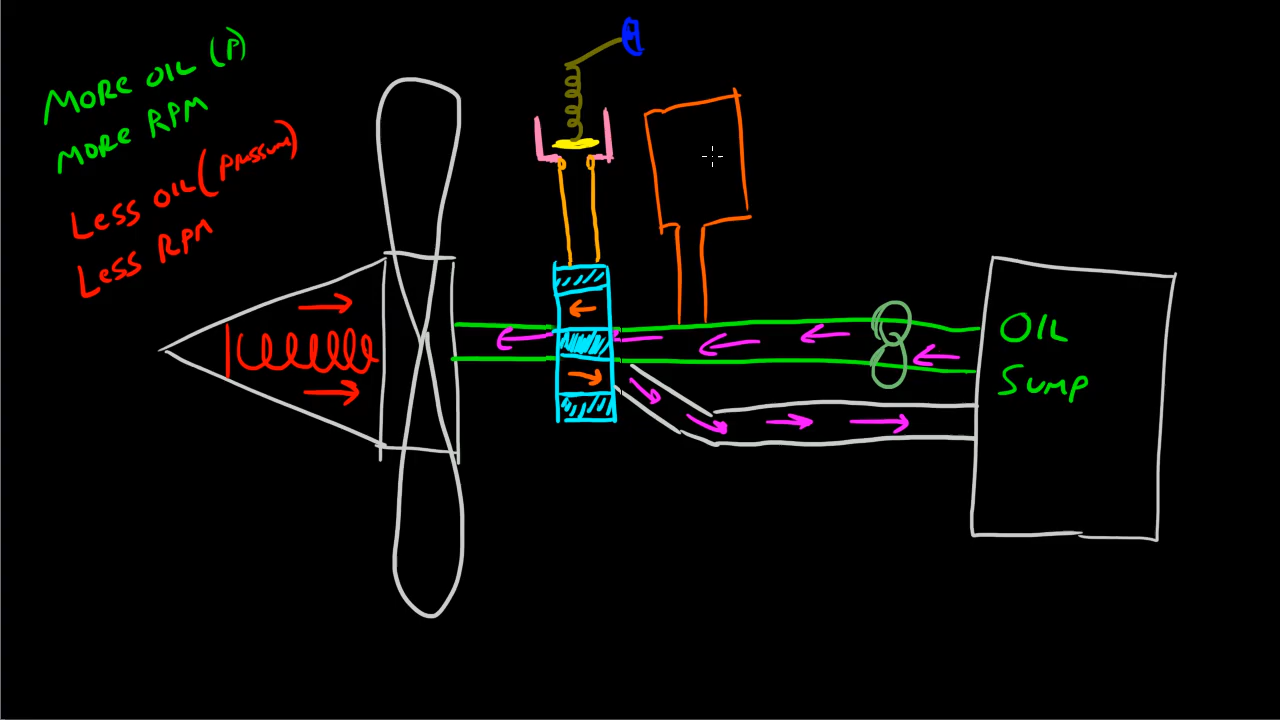 MORE OIL (P)
MORE RPM
LESS OIL (PRESSURE)
LESS RPM
OIL
SUMP